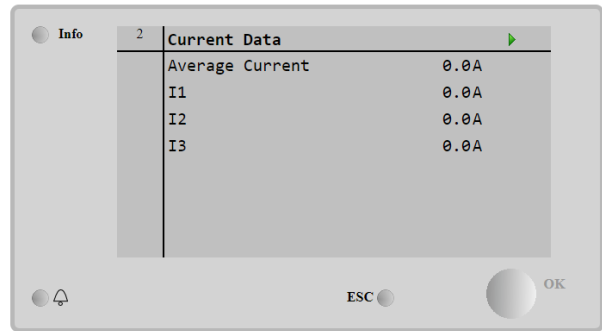 Info
2 Current Data
Average Current 0.0A
I1 0.0A
I2 0.0A
I3 0.0A
ESC
OK